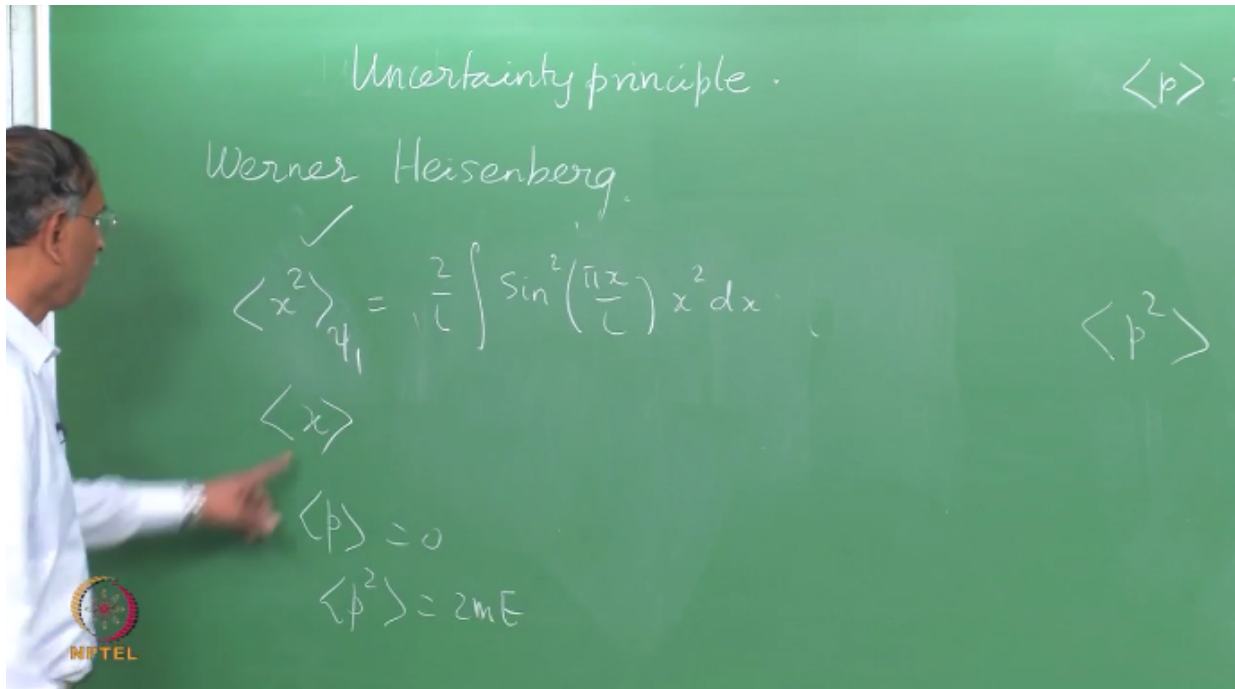 Uncertainty principle.
Werner Heisenberg.
✓
<x²>ψ₁ = 2/L ∫ Sin² (πx/L) x² dx
<x>
<p> = 0
<p²> = 2mE
<p>
<p²>
NPTEL